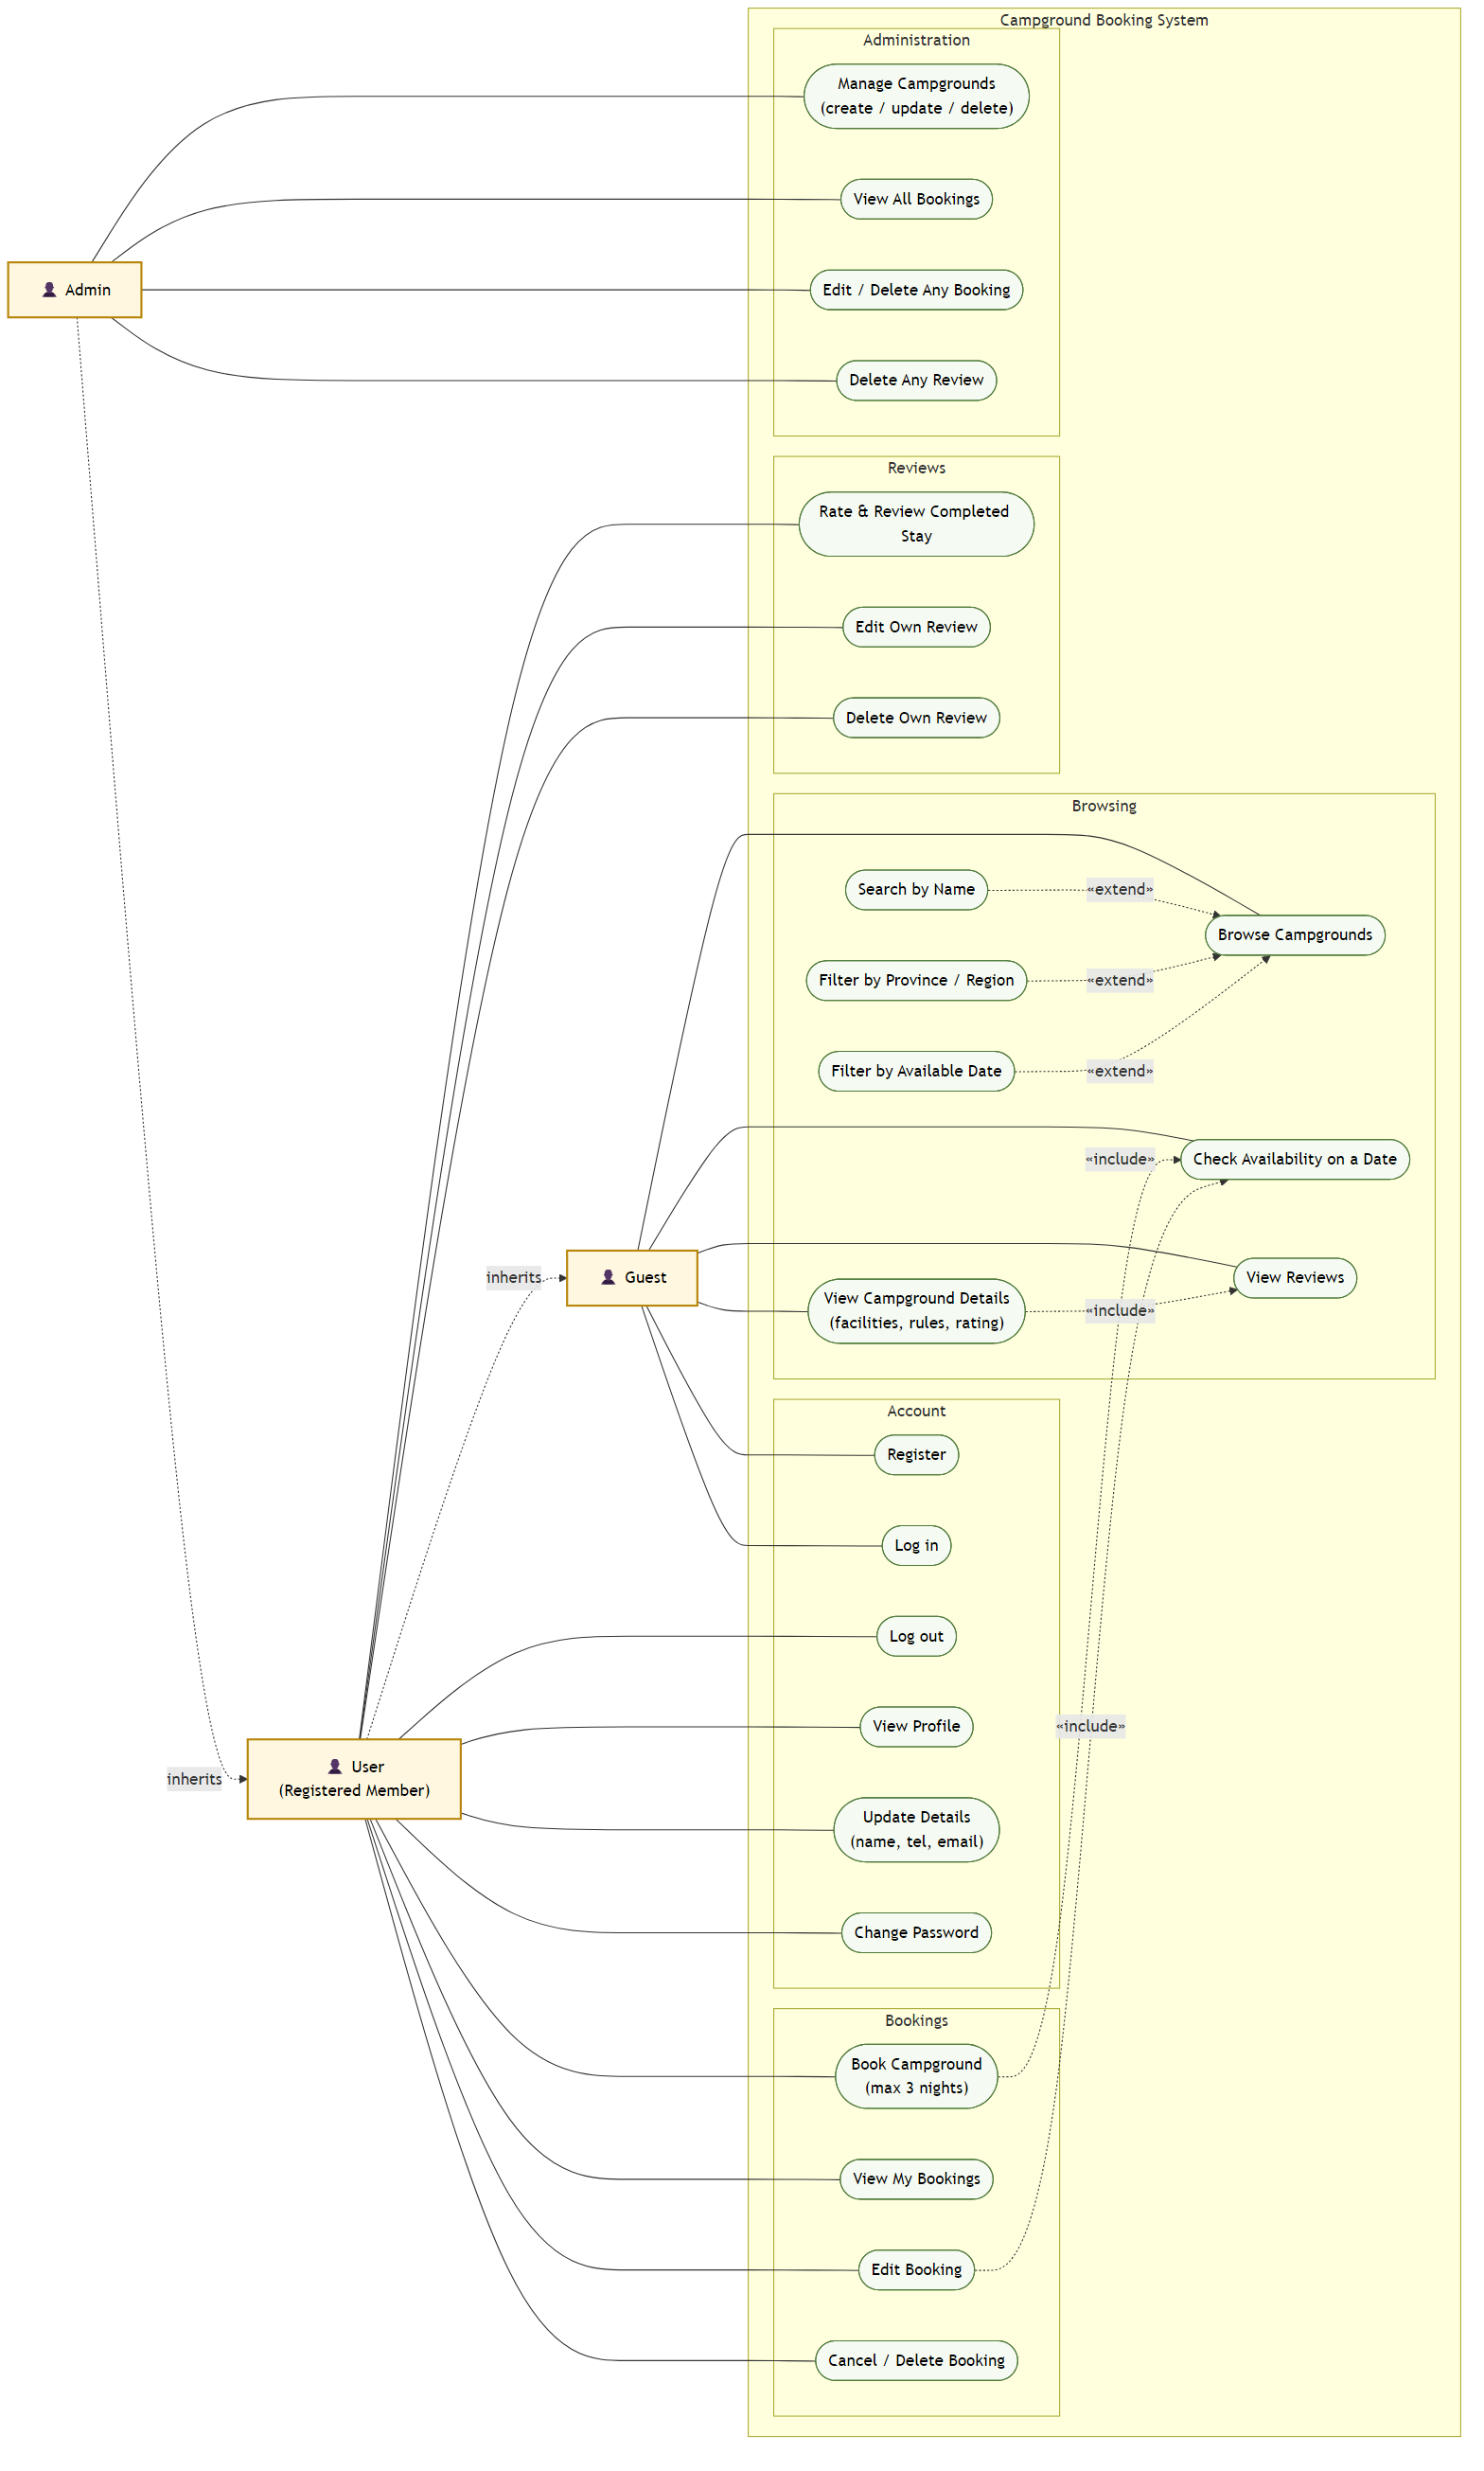 Campground Booking System
Administration
Manage Campgrounds
(create / update / delete)
View All Bookings
Admin
Edit / Delete Any Booking
Delete Any Review
Reviews
Rate & Review Completed
Stay
Edit Own Review
Delete Own Review
Browsing
Search by Name
«extend»
Browse Campgrounds
Filter by Province / Region
«extend»
Filter by Available Date
«extend»
«include»
Check Availability on a Date
inherits
Guest
View Reviews
View Campground Details
(facilities, rules, rating)
«include»
Account
Register
Log in
Log out
View Profile
«include»
User
(Registered Member)
inherits
Update Details
(name, tel, email)
Change Password
Bookings
Book Campground
(max 3 nights)
View My Bookings
Edit Booking
Cancel / Delete Booking